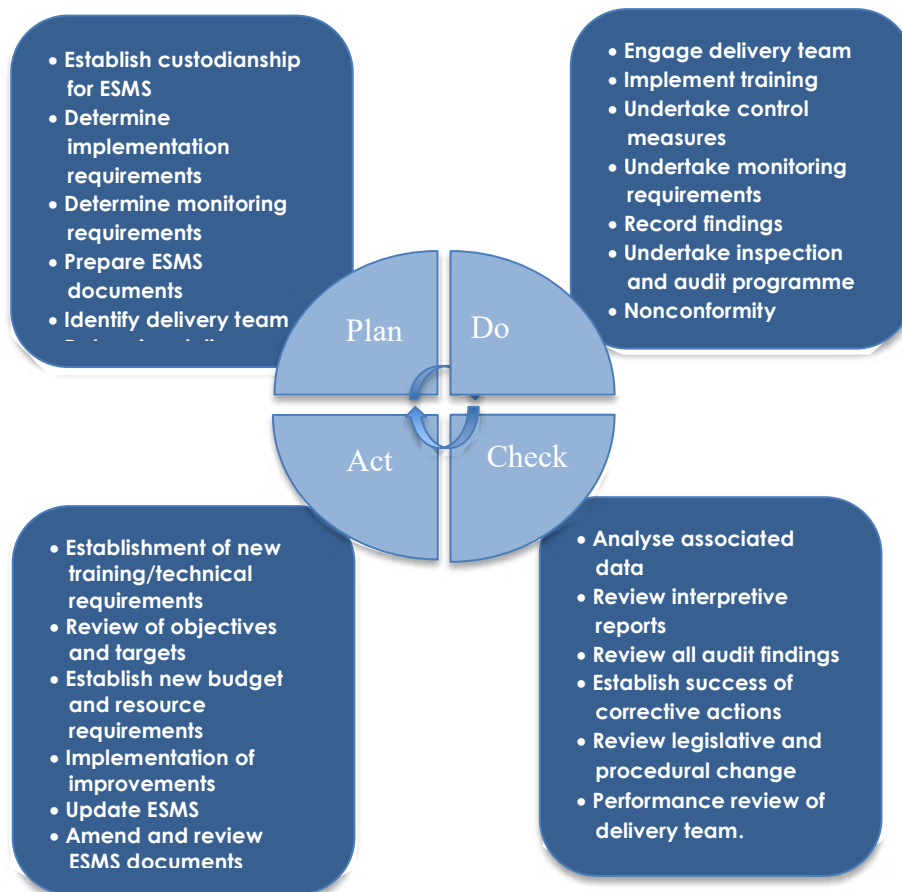 • Establish custodianship
for ESMS
• Determine
implementation
requirements
• Determine monitoring
requirements
• Prepare ESMS
documents
• Identify delivery team
• Engage delivery team
• Implement training
• Undertake control
measures
• Undertake monitoring
requirements
• Record findings
• Undertake inspection
and audit programme
• Nonconformity
Plan
Do
Act
Check
• Establishment of new
training/technical
requirements
• Review of objectives
and targets
• Establish new budget
and resource
requirements
• Implementation of
improvements
• Update ESMS
• Amend and review
ESMS documents
• Analyse associated
data
• Review interpretive
reports
• Review all audit findings
• Establish success of
corrective actions
• Review legislative and
procedural change
• Performance review of
delivery team.